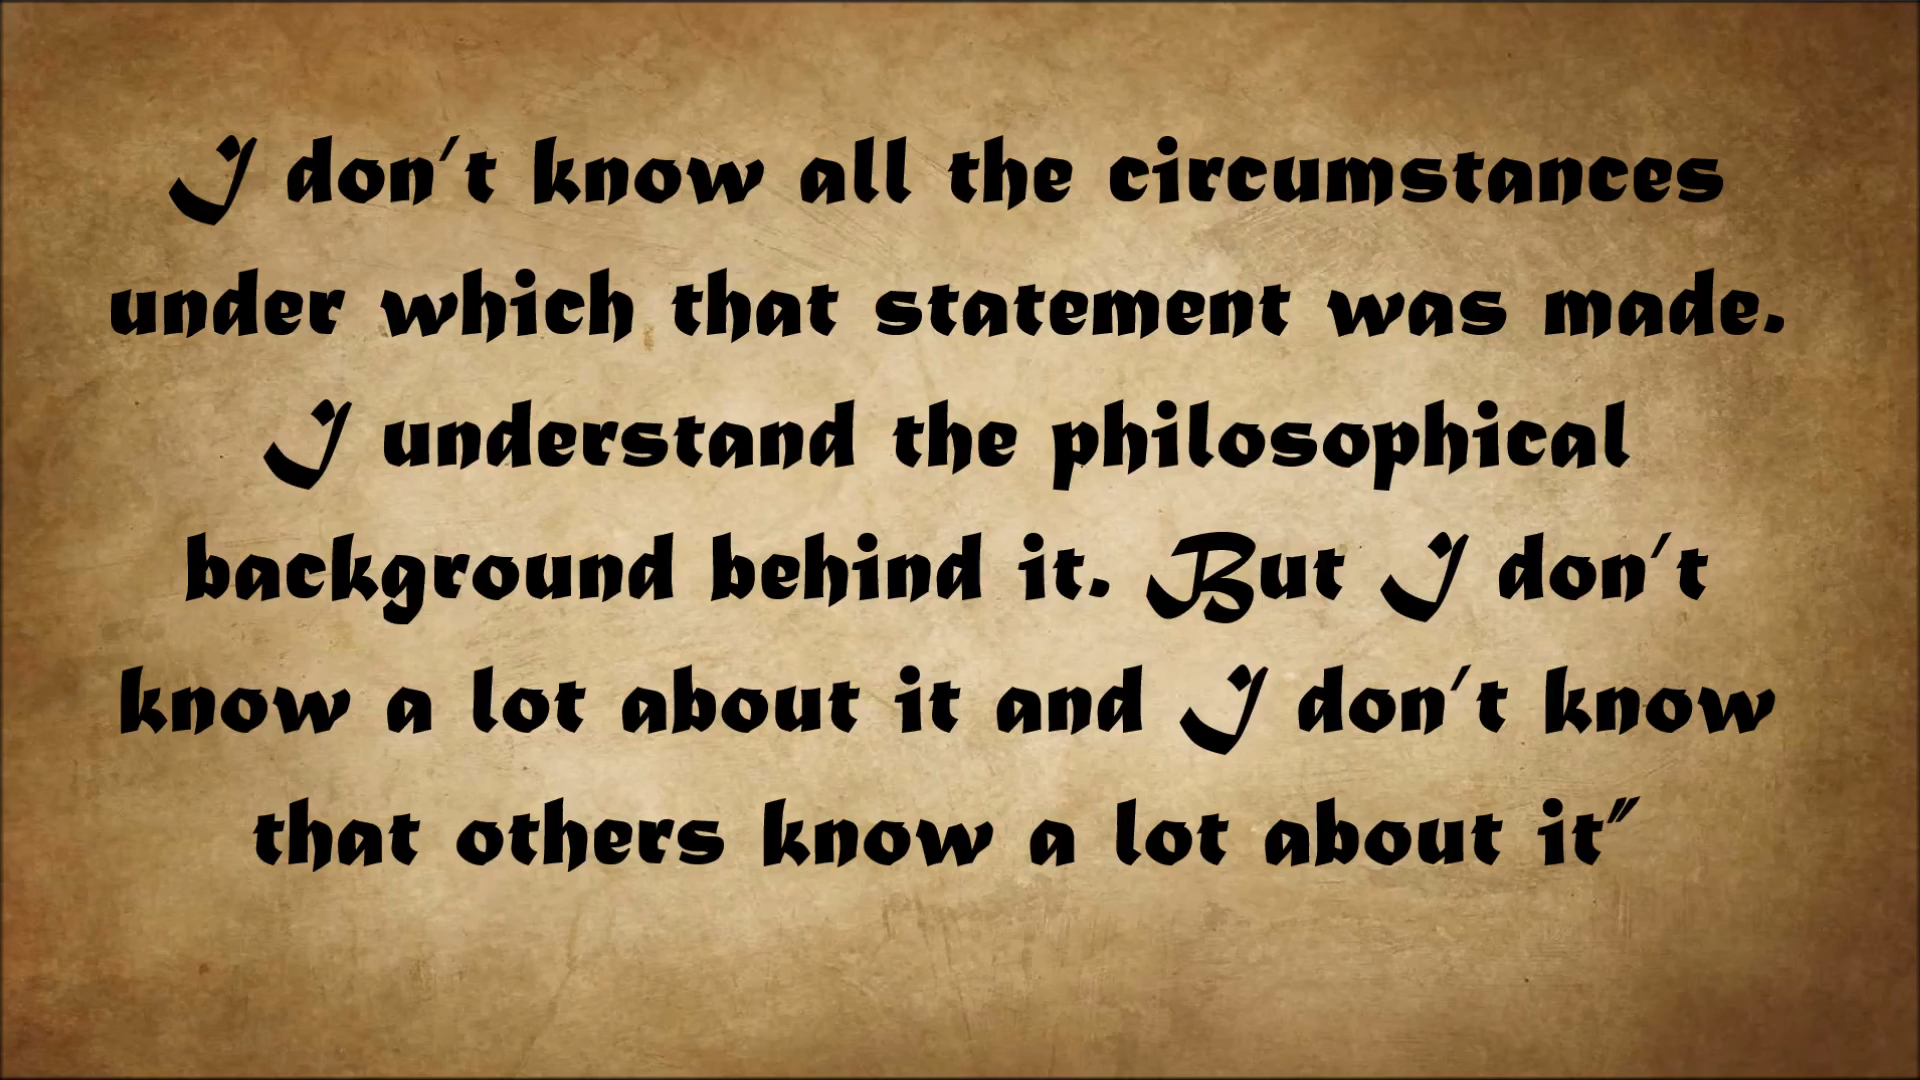 I don't know all the circumstances
under which that statement was made.
I understand the philosophical
background behind it. But I don't
know a lot about it and I don't know
that others know a lot about it"